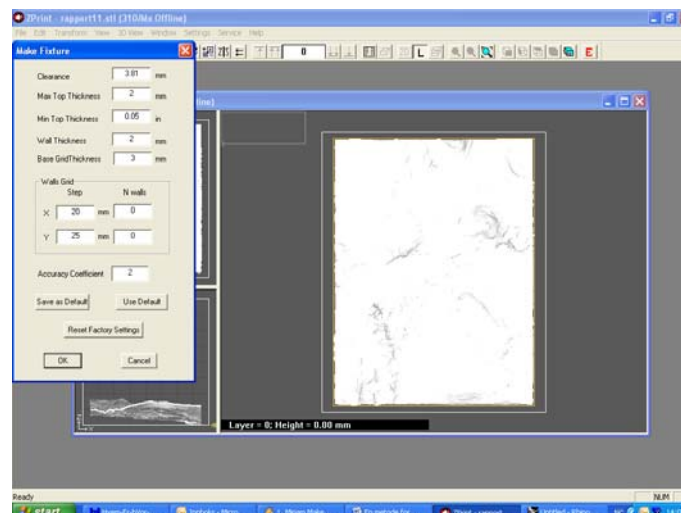 ZPrint - rappert11.stl (310/Mx Offline)
File Edit Transform View 3D View Window Settings Service Help
Make Fixture
0
L
E
Clearance 3.81 mm
Max Top Thickness 2 mm
Min Top Thickness 0.05 in
Wall Thickness 2 mm
Base GridThickness 3 mm
Walls Grid
Step N walls
X 20 mm 0
Y 25 mm 0
Accuracy Coefficient 2
Save as Default Use Default
Reset Factory Settings
OK Cancel
Layer = 0; Height = 0.00 mm
Ready
NUM
start